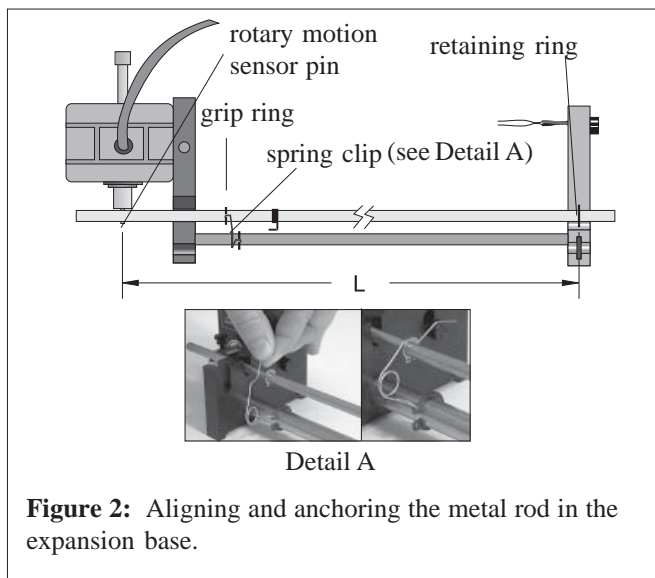 rotary motion
sensor pin
retaining ring
grip ring
spring clip (see Detail A)
L
Detail A
Figure 2: Aligning and anchoring the metal rod in the
expansion base.